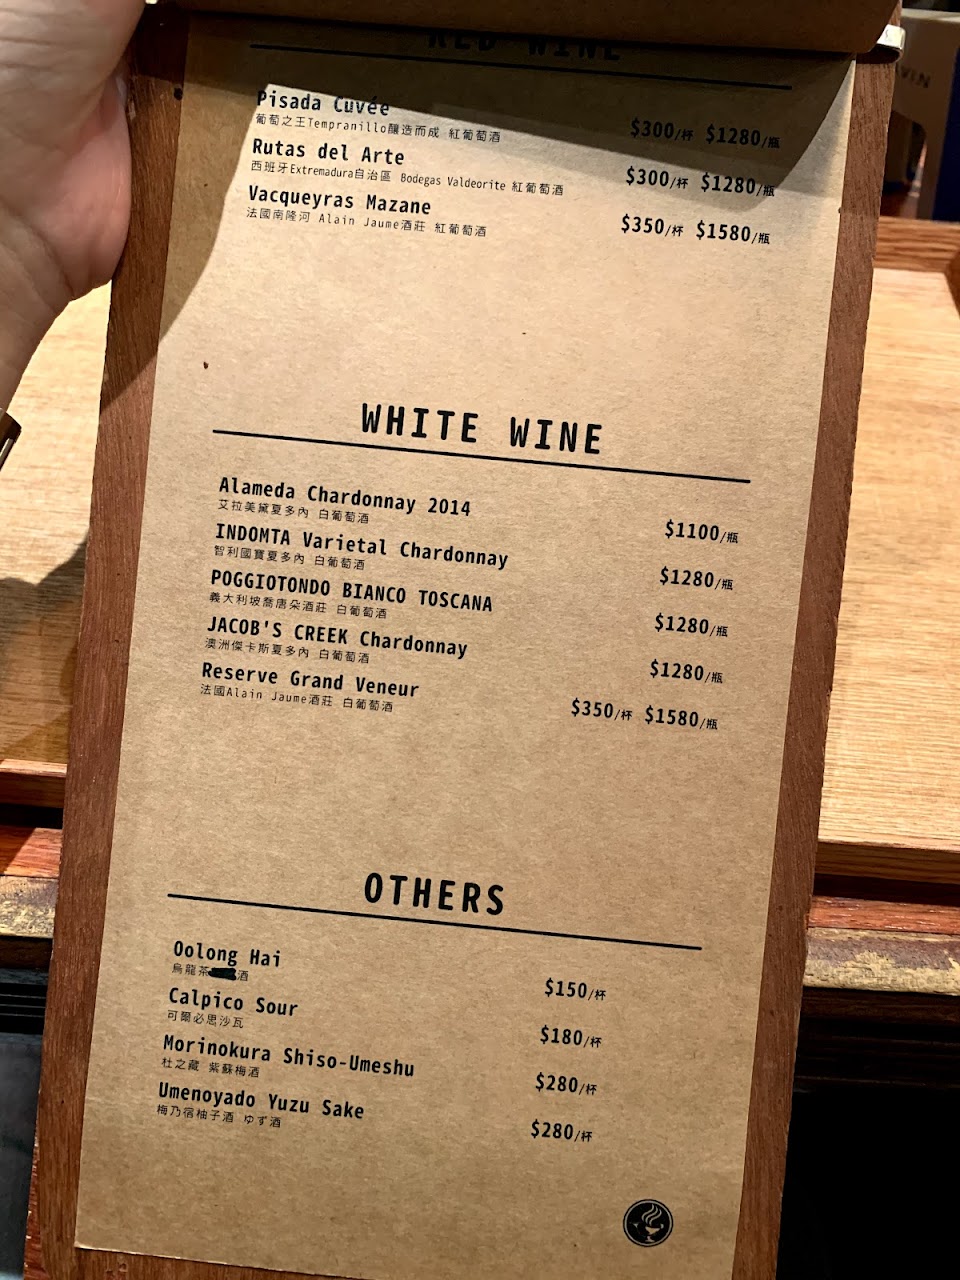 RED WINE
Pisada Cuvée
葡萄之王Tempranillo釀造而成 紅葡萄酒
$300/杯 $1280/瓶
Rutas del Arte
西班牙Extremadura自治區 Bodegas Valdeorite 紅葡萄酒
$300/杯 $1280/瓶
Vacqueyras Mazane
法國南隆河 Alain Jaume酒莊 紅葡萄酒
$350/杯 $1580/瓶
WHITE WINE
Alameda Chardonnay 2014
艾拉美黛夏多內 白葡萄酒
$1100/瓶
INDOMTA Varietal Chardonnay
智利國寶夏多內 白葡萄酒
$1280/瓶
POGGIOTONDO BIANCO TOSCANA
義大利坡喬唐朵酒莊 白葡萄酒
$1280/瓶
JACOB'S CREEK Chardonnay
澳洲傑卡斯夏多內 白葡萄酒
$1280/瓶
Reserve Grand Veneur
法國Alain Jaume酒莊 白葡萄酒
$350/杯 $1580/瓶
OTHERS
Oolong Hai
烏龍茶 酒
$150/杯
Calpico Sour
可爾必思沙瓦
$180/杯
Morinokura Shiso-Umeshu
杜之藏 紫蘇梅酒
$280/杯
Umenoyado Yuzu Sake
梅乃宿柚子酒 ゆず酒
$280/杯